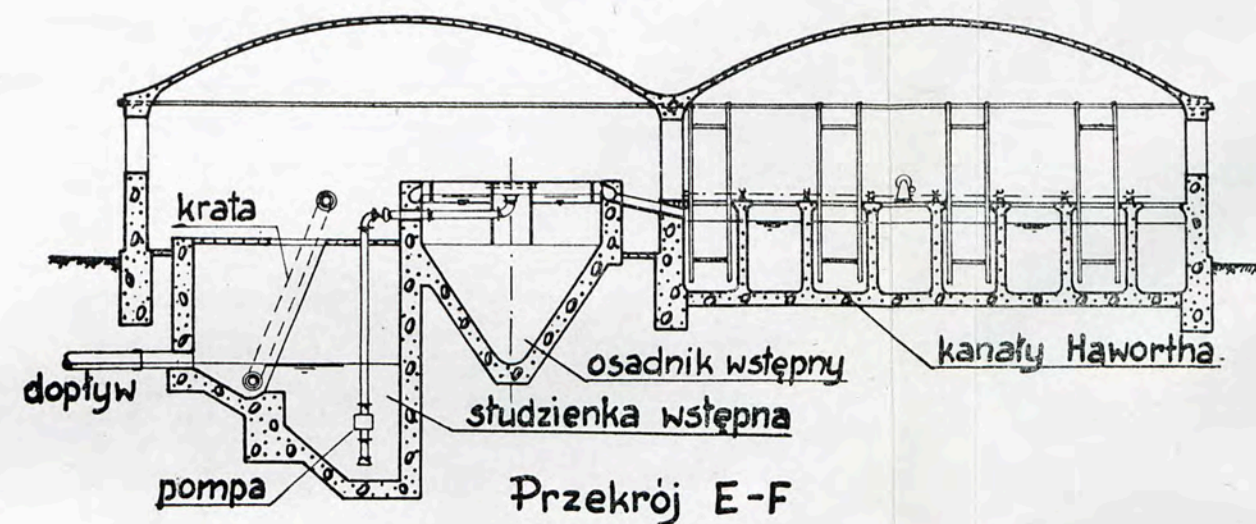 krata
dopływ
pompa
studzienka wstępna
osadnik wstępny
kanały Hawortha
Przekrój E-F